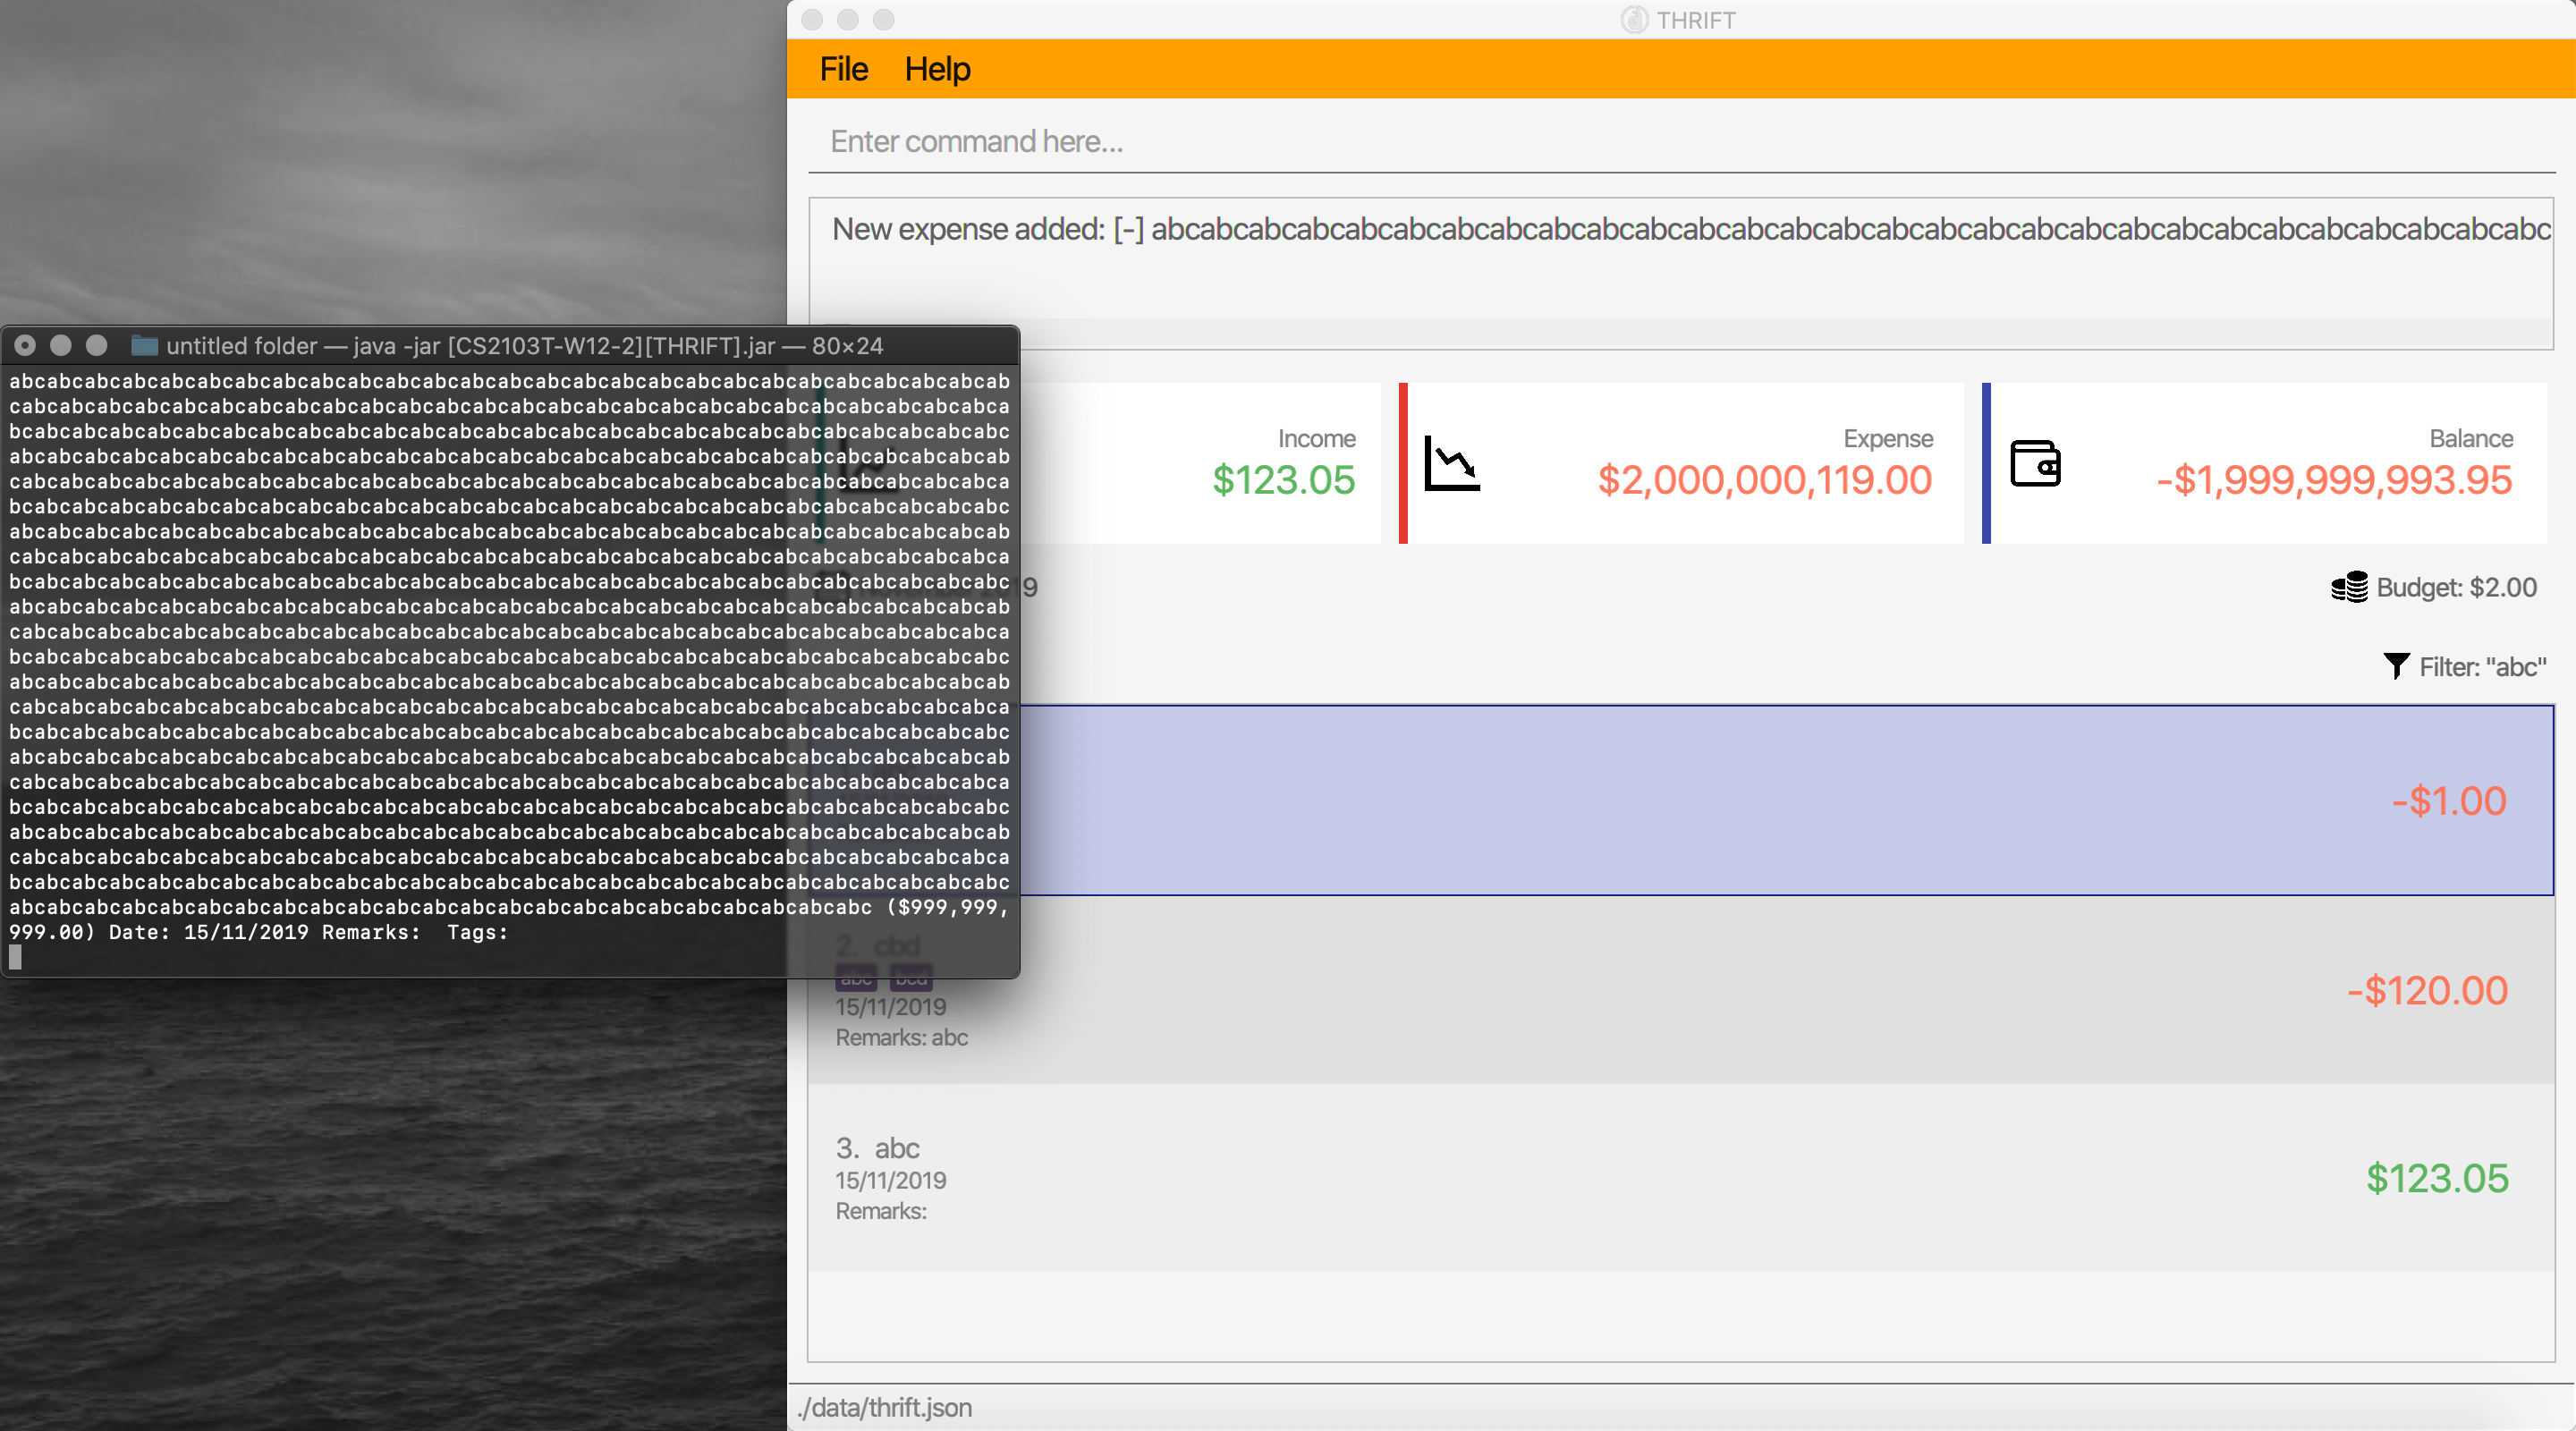 THRIFT
File Help
Enter command here...
New expense added: [-] abcabcabcabcabcabcabcabcabcabcabcabcabcabcabcabcabcabcabcabcabcabcabcabcabcabcabcabcabc
untitled folder — java -jar [CS2103T-W12-2][THRIFT].jar — 80×24
abcabcabcabcabcabcabcabcabcabcabcabcabcabcabcabcabcabcabcabcabcabcabcabcabcabcab
cabcabcabcabcabcabcabcabcabcabcabcabcabcabcabcabcabcabcabcabcabcabcabcabcabcabca
bcabcabcabcabcabcabcabcabcabcabcabcabcabcabcabcabcabcabcabcabcabcabcabcabcabcabc
abcabcabcabcabcabcabcabcabcabcabcabcabcabcabcabcabcabcabcabcabcabcabcabcabcabcab
cabcabcabcabcabcabcabcabcabcabcabcabcabcabcabcabcabcabcabcabcabcabcabcabcabcabca
bcabcabcabcabcabcabcabcabcabcabcabcabcabcabcabcabcabcabcabcabcabcabcabcabcabcabc
abcabcabcabcabcabcabcabcabcabcabcabcabcabcabcabcabcabcabcabcabcabcabcabcabcabcab
cabcabcabcabcabcabcabcabcabcabcabcabcabcabcabcabcabcabcabcabcabcabcabcabcabcabca
bcabcabcabcabcabcabcabcabcabcabcabcabcabcabcabcabcabcabcabcabcabcabcabcabcabcabc
abcabcabcabcabcabcabcabcabcabcabcabcabcabcabcabcabcabcabcabcabcabcabcabcabcabcab
cabcabcabcabcabcabcabcabcabcabcabcabcabcabcabcabcabcabcabcabcabcabcabcabcabcabca
bcabcabcabcabcabcabcabcabcabcabcabcabcabcabcabcabcabcabcabcabcabcabcabcabcabcabc
abcabcabcabcabcabcabcabcabcabcabcabcabcabcabcabcabcabcabcabcabcabcabcabcabcabcab
cabcabcabcabcabcabcabcabcabcabcabcabcabcabcabcabcabcabcabcabcabcabcabcabcabcabca
bcabcabcabcabcabcabcabcabcabcabcabcabcabcabcabcabcabcabcabcabcabcabcabcabcabcabc
abcabcabcabcabcabcabcabcabcabcabcabcabcabcabcabcabcabcabcabcabcabcabcabcabcabcab
cabcabcabcabcabcabcabcabcabcabcabcabcabcabcabcabcabcabcabcabcabcabcabcabcabcabca
bcabcabcabcabcabcabcabcabcabcabcabcabcabcabcabcabcabcabcabcabcabcabcabcabcabcabc
abcabcabcabcabcabcabcabcabcabcabcabcabcabcabcabcabcabcabcabcabcabcabcabcabcabcab
cabcabcabcabcabcabcabcabcabcabcabcabcabcabcabcabcabcabcabcabcabcabcabcabcabcabca
bcabcabcabcabcabcabcabcabcabcabcabcabcabcabcabcabcabcabcabcabcabcabcabcabcabcabc
abcabcabcabcabcabcabcabcabcabcabcabcabcabcabcabcabcabcabcabcabcabcabc ($999,999,
999.00) Date: 15/11/2019 Remarks:  Tags:
Income
$123.05
Expense
$2,000,000,119.00
Balance
-$1,999,999,993.95
November 2019
Budget: $2.00
Filter: "abc"
-$1.00
2. cbd
abc bcd
15/11/2019
Remarks: abc
-$120.00
3. abc
15/11/2019
Remarks:
$123.05
./data/thrift.json